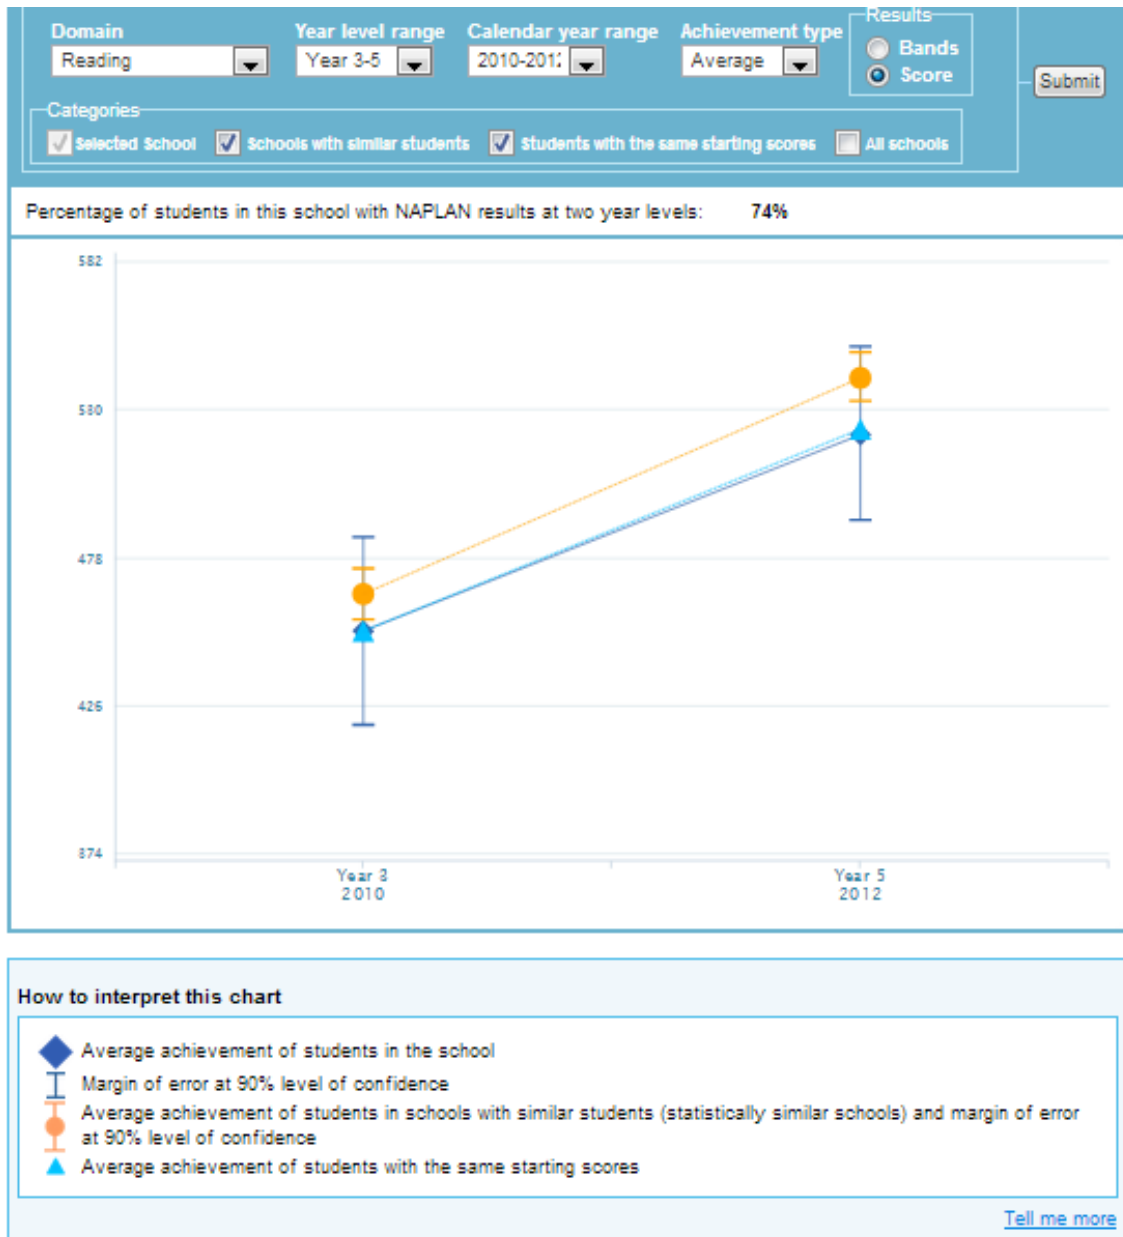 Results
Domain Year level range Calendar year range Achievement type
Reading Year 3-5 2010-201: Average
Bands
Score
Submit
Categories
Selected School Schools with similar students Students with the same starting scores All schools
Percentage of students in this school with NAPLAN results at two year levels: 74%
582
530
478
426
374
Year 3 Year 5
2010 2012
How to interpret this chart
Average achievement of students in the school
Margin of error at 90% level of confidence
Average achievement of students in schools with similar students (statistically similar schools) and margin of error
at 90% level of confidence
Average achievement of students with the same starting scores
Tell me more